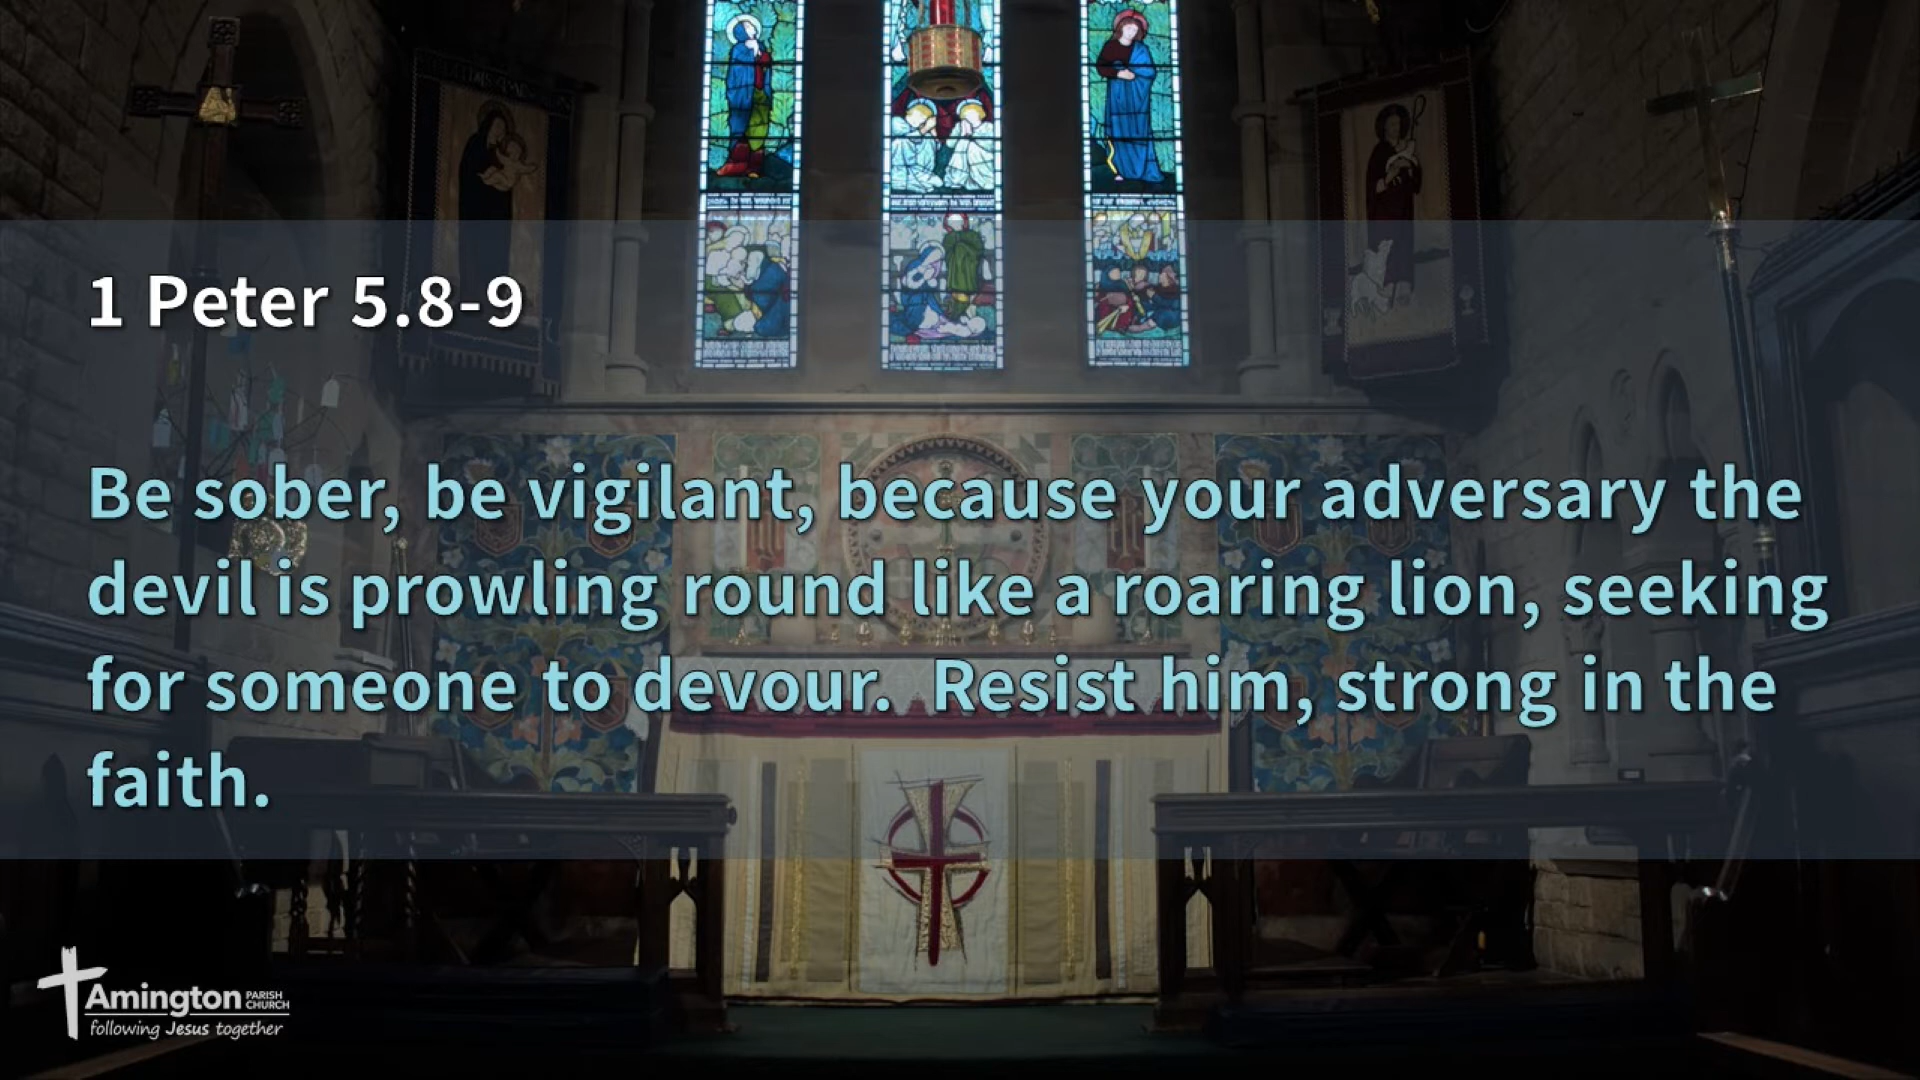 1 Peter 5.8-9
Be sober, be vigilant, because your adversary the
devil is prowling round like a roaring lion, seeking
for someone to devour.  Resist him, strong in the
faith.
Amington PARISH CHURCH
following Jesus together